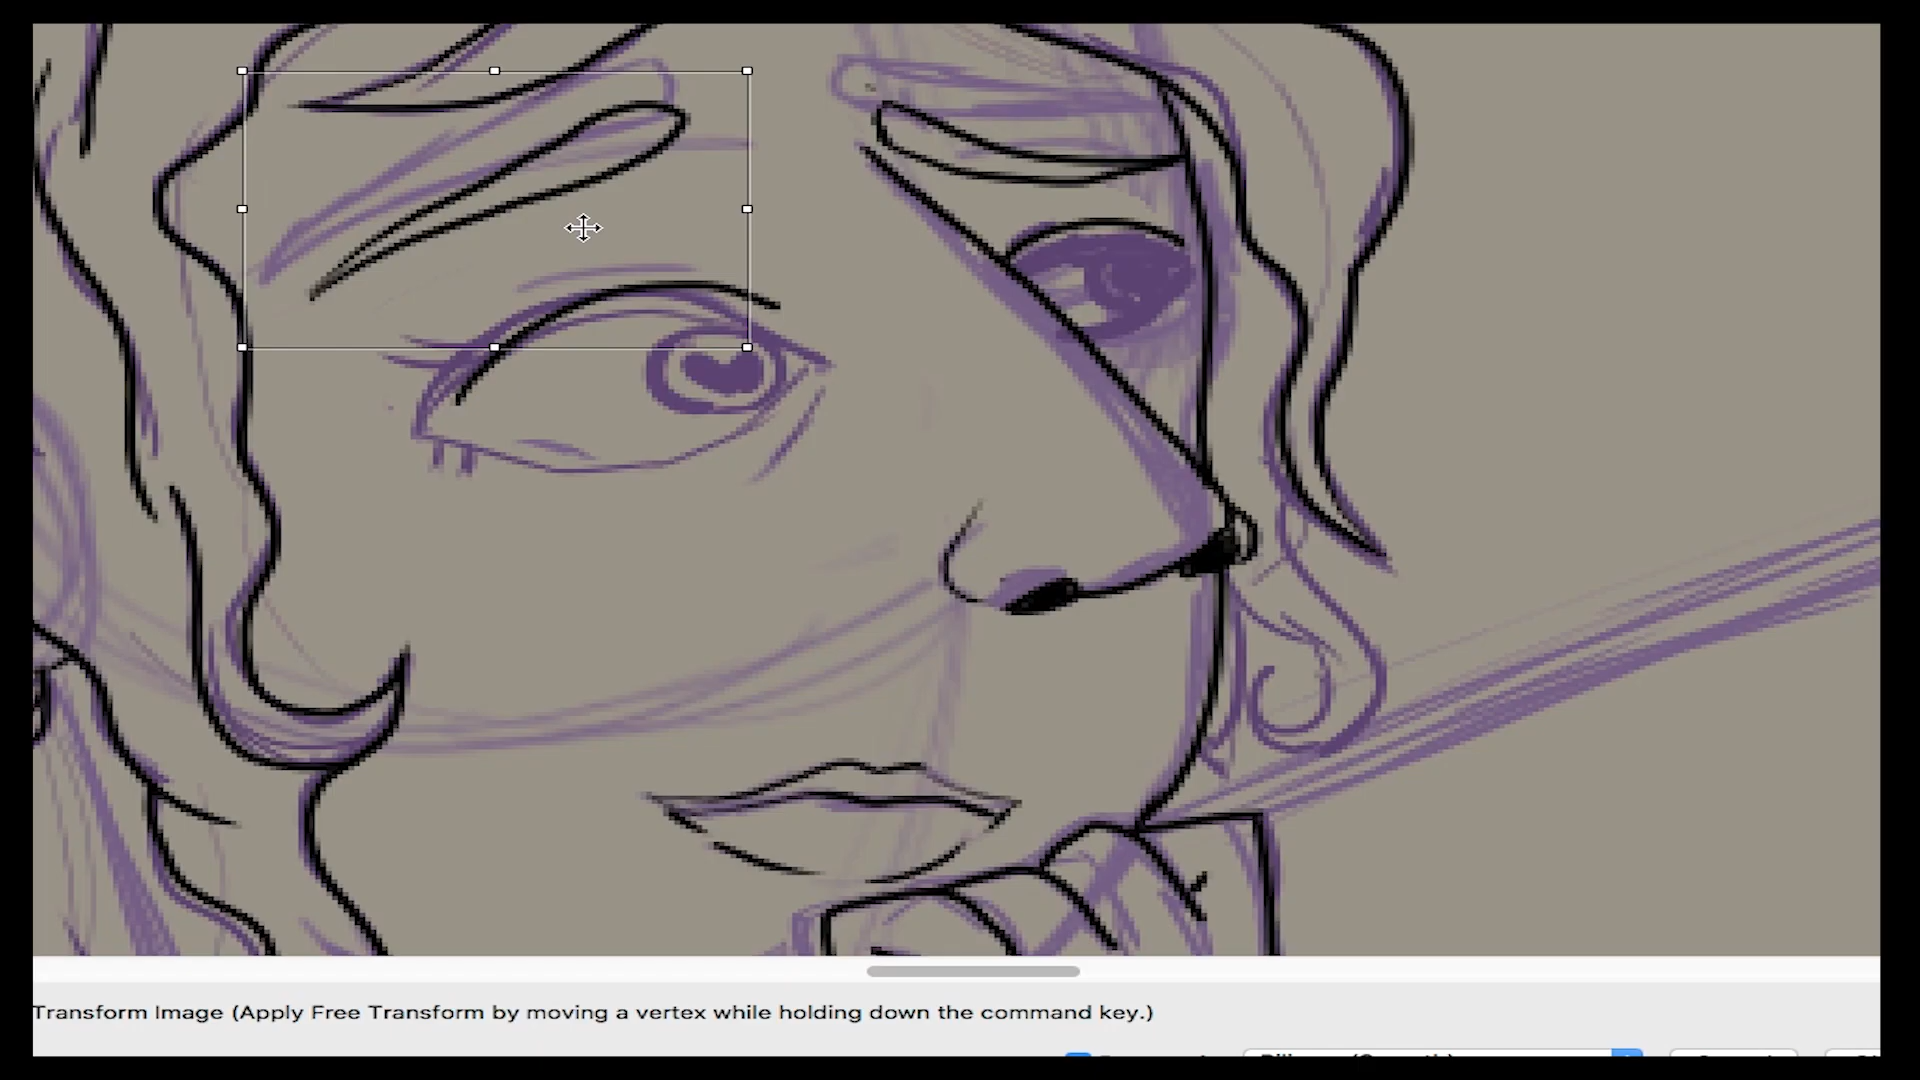 Transform Image (Apply Free Transform by moving a vertex while holding down the command key.)